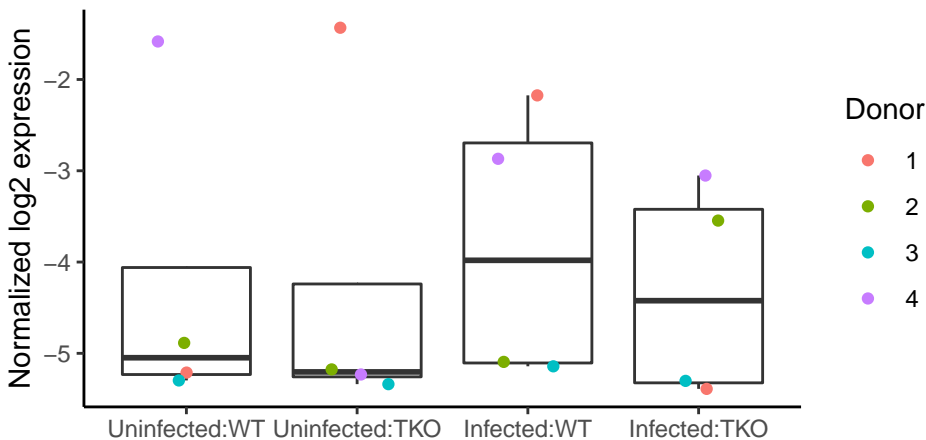 Normalized log2 expression
−2
−3
−4
−5
Uninfected:WT
Uninfected:TKO
Infected:WT
Infected:TKO
Donor
1
2
3
4